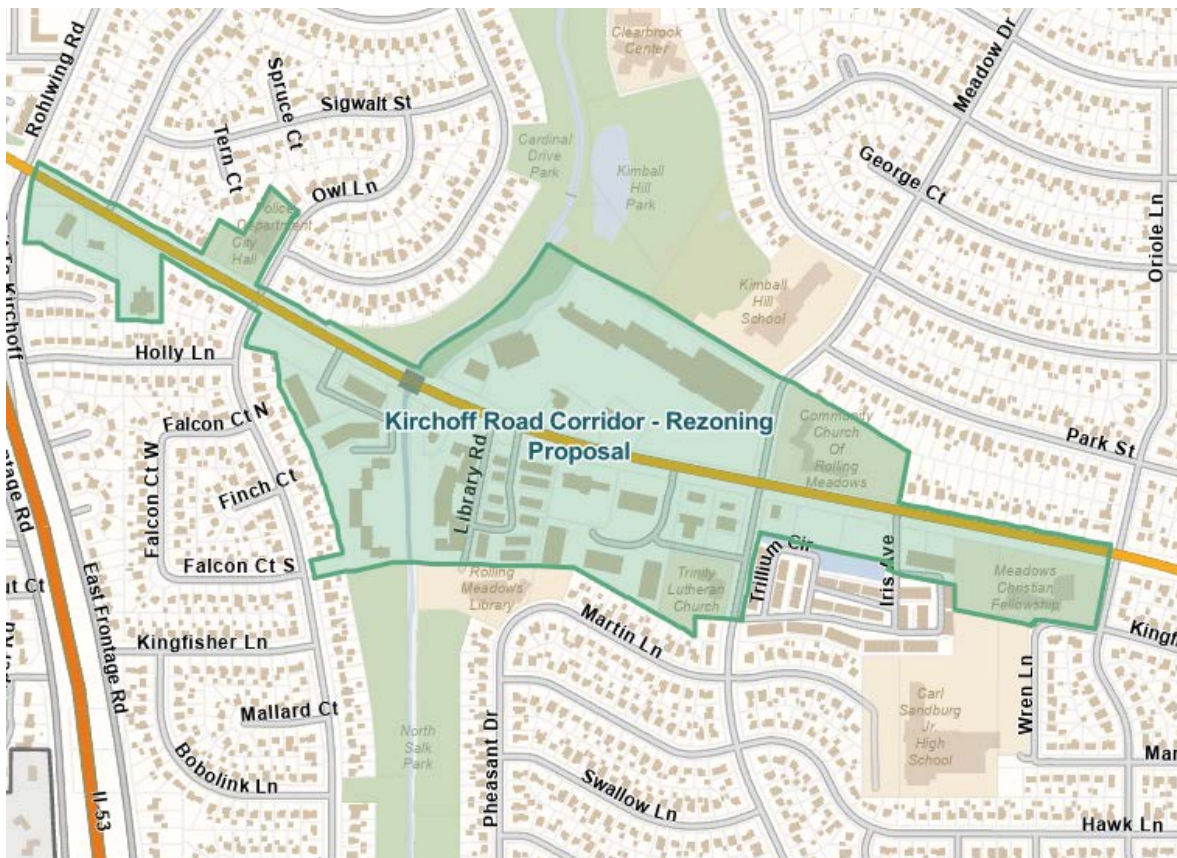 Rohlwing Rd
Spruce Ct
Sigwalt St
Tern Ct
Owl Ln
Police
Department
City
Hall
Clearbrook
Center
Meadow Dr
Cardinal
Drive
Park
Kimball
Hill
Park
George Ct
Oriole Ln
Kimball
Hill
School
Kirchoff
Holly Ln
Falcon Ct N
Falcon Ct W
Finch Ct
Falcon Ct S
Kirchoff Road Corridor - Rezoning
Proposal
Library Rd
Community
Church
Of
Rolling
Meadows
Park St
Rolling
Meadows
Library
Trinity
Lutheran
Church
Trillium Cir
Iris Ave
Meadows
Christian
Fellowship
ntage Rd
East Frontage Rd
Kingfisher Ln
Mallard Ct
Bobolink Ln
Il-53
North
Salk
Park
Pheasant Dr
Martin Ln
Swallow Ln
Carl
Sandburg
Jr.
High
School
Wren Ln
Kingf
Mar
Hawk Ln